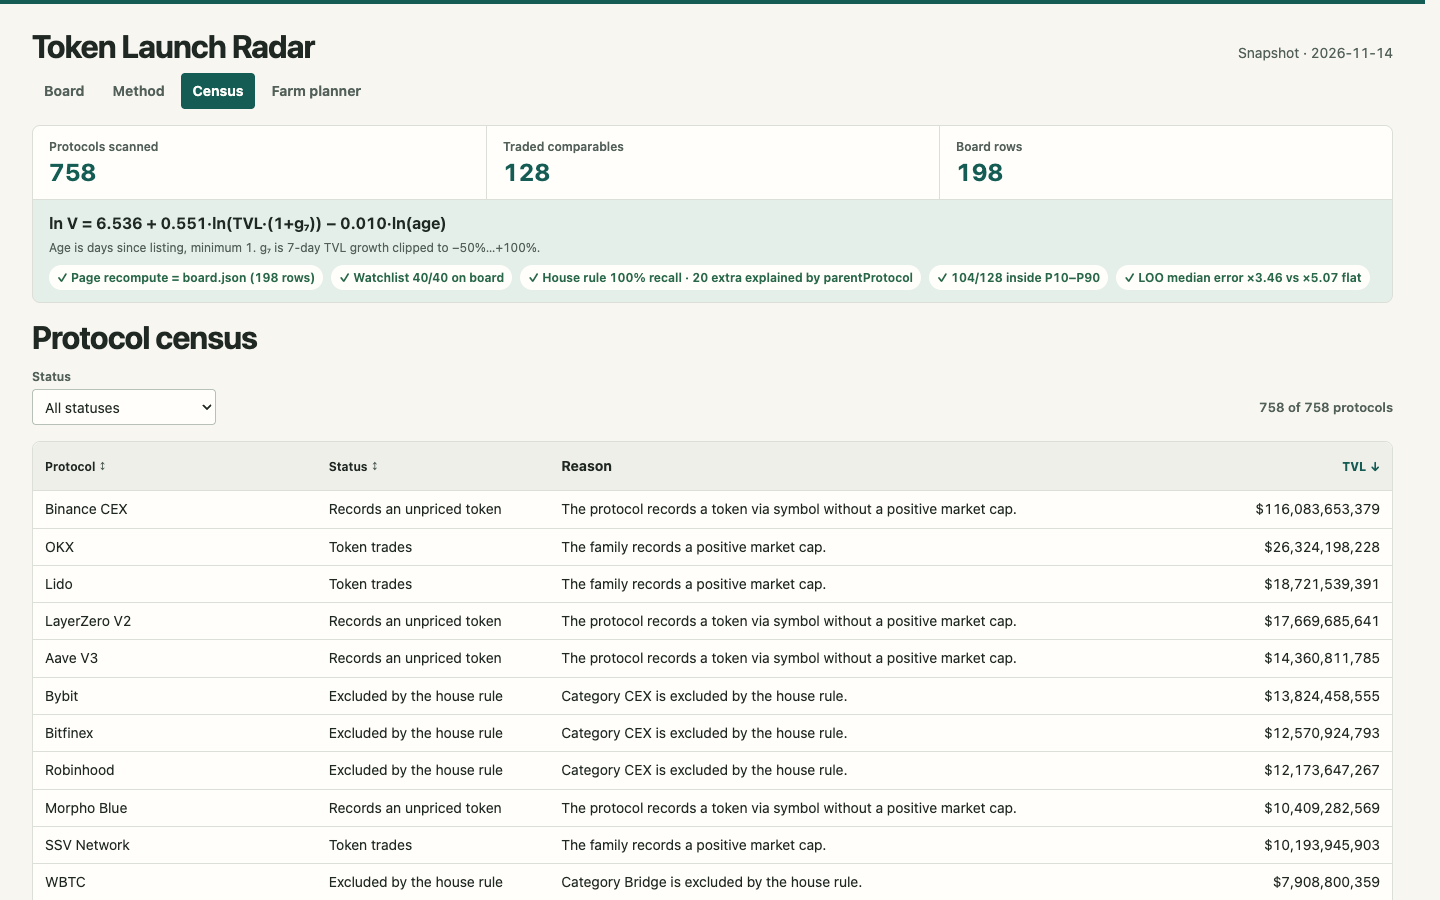 Token Launch Radar
Snapshot · 2026-11-14
Board Method Census Farm planner
Protocols scanned
758
Traded comparables
128
Board rows
198
ln V = 6.536 + 0.551·ln(TVL·(1+g₇)) − 0.010·ln(age)
Age is days since listing, minimum 1. g₇ is 7-day TVL growth clipped to −50%…+100%.
✓ Page recompute = board.json (198 rows) ✓ Watchlist 40/40 on board ✓ House rule 100% recall · 20 extra explained by parentProtocol ✓ 104/128 inside P10–P90 ✓ LOO median error ×3.46 vs ×5.07 flat
Protocol census
Status
All statuses
758 of 758 protocols
Protocol ↕ Status ↕ Reason TVL ↓
Binance CEX Records an unpriced token The protocol records a token via symbol without a positive market cap. $116,083,653,379
OKX Token trades The family records a positive market cap. $26,324,198,228
Lido Token trades The family records a positive market cap. $18,721,539,391
LayerZero V2 Records an unpriced token The protocol records a token via symbol without a positive market cap. $17,669,685,641
Aave V3 Records an unpriced token The protocol records a token via symbol without a positive market cap. $14,360,811,785
Bybit Excluded by the house rule Category CEX is excluded by the house rule. $13,824,458,555
Bitfinex Excluded by the house rule Category CEX is excluded by the house rule. $12,570,924,793
Robinhood Excluded by the house rule Category CEX is excluded by the house rule. $12,173,647,267
Morpho Blue Records an unpriced token The protocol records a token via symbol without a positive market cap. $10,409,282,569
SSV Network Token trades The family records a positive market cap. $10,193,945,903
WBTC Excluded by the house rule Category Bridge is excluded by the house rule. $7,908,800,359